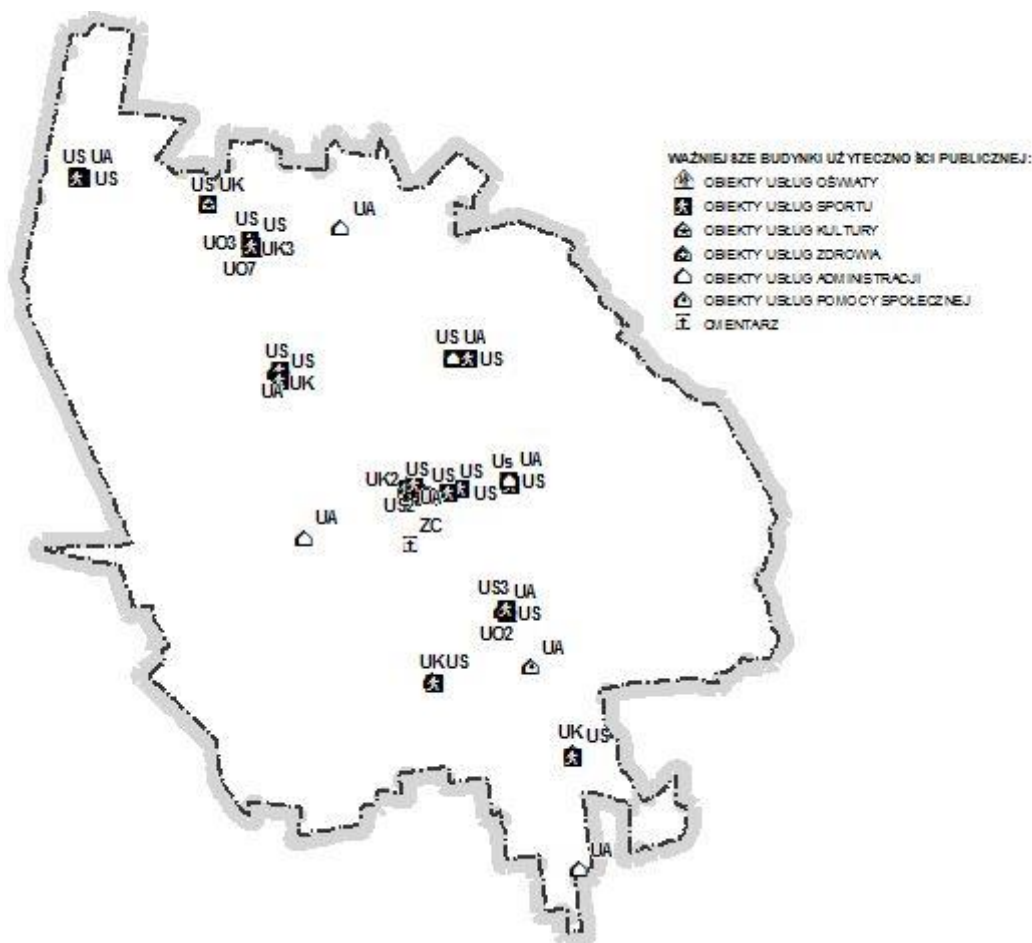 US UA
US
US UK
US US
UO3 UK3
UO7
UA
WAŻNIEJSZE BUDYNKI UŻYTECZNOŚCI PUBLICZNEJ:
OBIEKTY USŁUG OŚWIATY
OBIEKTY USŁUG SPORTU
OBIEKTY USŁUG KULTURY
OBIEKTY USŁUG ZDROWIA
OBIEKTY USŁUG ADMINISTRACJI
OBIEKTY USŁUG POMOCY SPOŁECZNEJ
CMENTARZ
US
US
UK
UA
US UA
US
Us UA
US
UK2 US US US
US2 UA US
UA
ZC
US3 UA
US
UO2
UA
UK US
UK US
UA